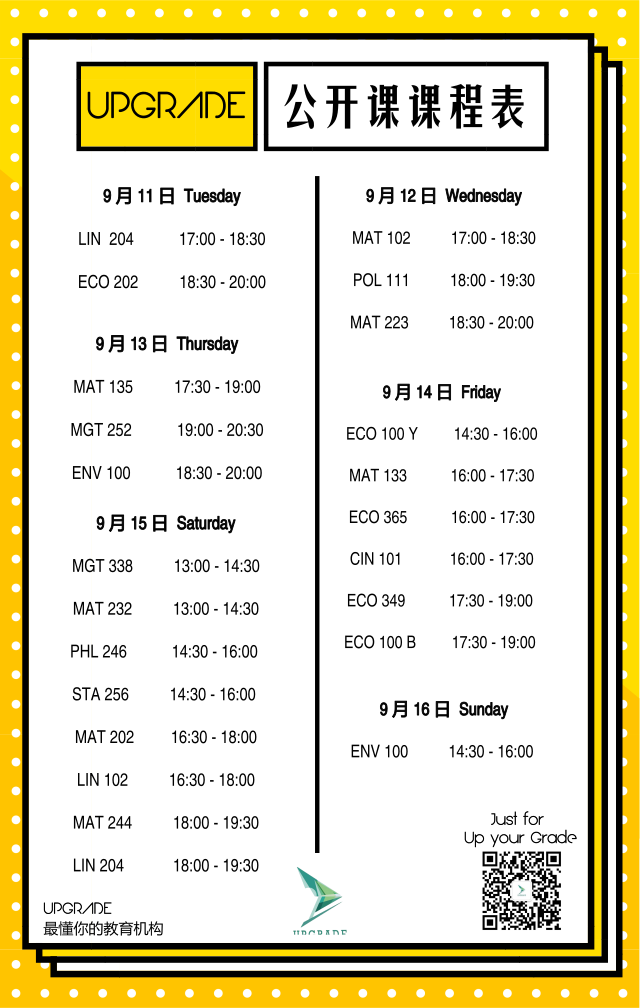 UPGRADE
公开课课程表
9月11日 Tuesday
LIN 204 17:00 - 18:30
ECO 202 18:30 - 20:00
9月13日 Thursday
MAT 135 17:30 - 19:00
MGT 252 19:00 - 20:30
ENV 100 18:30 - 20:00
9月15日 Saturday
MGT 338 13:00 - 14:30
MAT 232 13:00 - 14:30
PHL 246 14:30 - 16:00
STA 256 14:30 - 16:00
MAT 202 16:30 - 18:00
LIN 102 16:30 - 18:00
MAT 244 18:00 - 19:30
LIN 204 18:00 - 19:30
9月12日 Wednesday
MAT 102 17:00 - 18:30
POL 111 18:00 - 19:30
MAT 223 18:30 - 20:00
9月14日 Friday
ECO 100 Y 14:30 - 16:00
MAT 133 16:00 - 17:30
ECO 365 16:00 - 17:30
CIN 101 16:00 - 17:30
ECO 349 17:30 - 19:00
ECO 100 B 17:30 - 19:00
9月16日 Sunday
ENV 100 14:30 - 16:00
Just for
Up your Grade
UPGRADE
最懂你的教育机构
UPGRADE